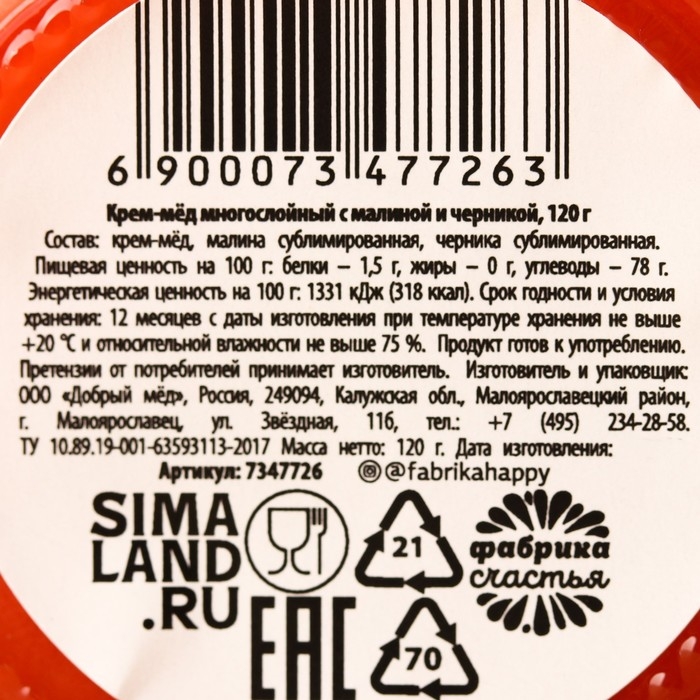 6 900073 477263
Крем-мёд многослойный с малиной и черникой, 120 г
Состав: крем-мёд, малина сублимированная, черника сублимированная.
Пищевая ценность на 100 г: белки – 1,5 г, жиры – 0 г, углеводы – 78 г.
Энергетическая ценность на 100 г: 1331 кДж (318 ккал). Срок годности и условия
хранения: 12 месяцев с даты изготовления при температуре хранения не выше
+20 °С и относительной влажности не выше 75 %. Продукт готов к употреблению.
Претензии от потребителей принимает изготовитель. Изготовитель и упаковщик:
ООО «Добрый мёд», Россия, 249094, Калужская обл., Малоярославецкий район,
г. Малоярославец, ул. Звёздная, 11б, тел.: +7 (495) 234-28-58.
ТУ 10.89.19-001-63593113-2017 Масса нетто: 120 г. Дата изготовления:
Артикул: 7347726 @fabrikahappy
SIMA
LAND
.RU
21
фабрика
счастья
EAC
70